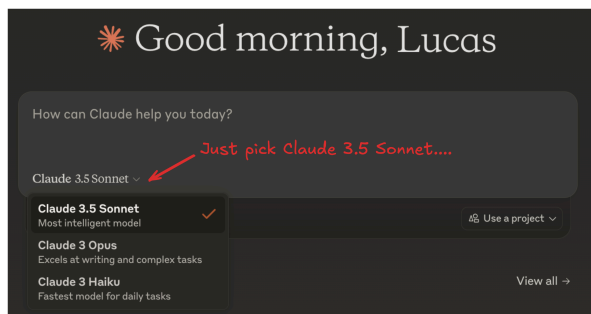 Good morning, Lucas
How can Claude help you today?
Just pick Claude 3.5 Sonnet....
Claude 3.5 Sonnet
Claude 3.5 Sonnet
Most intelligent model
Use a project
Claude 3 Opus
Excels at writing and complex tasks
Claude 3 Haiku
Fastest model for daily tasks
View all →